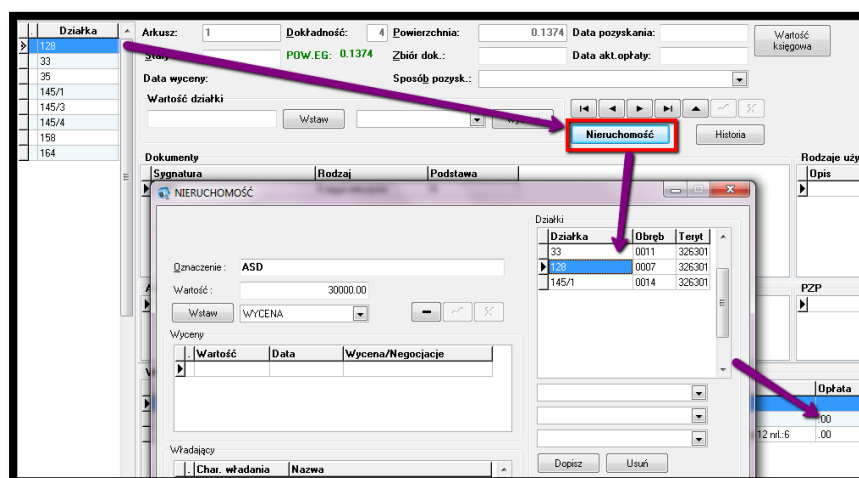 . Działka Arkusz: 1 Dokładność: 4 Powierzchnia: 0.1374 Data pozyskania: Wartość księgowa
128 POW.EG: 0.1374 Zbiór dok.: Data akt.opłaty:
33
35 Data wyceny: Sposób pozysk.:
145/1 Wartość działki
145/3 Wstaw
145/4 Nieruchomość Historia
158
164 Dokumenty Rodzaje uży
Sygnatura Rodzaj Podstawa Opis
NIERUCHOMOŚĆ
Działki
Działka Obręb Teryt
33 0011 326301
Oznaczenie : ASD 128 0007 326301
Wartość : 30000.00 145/1 0014 326301
PZP
Wstaw WYCENA
Wyceny
. Wartość Data Wycena/Negocjacje
Opłata
.00
12 nrl.:6 .00
Władający
. Char. władania Nazwa Dopisz Usuń